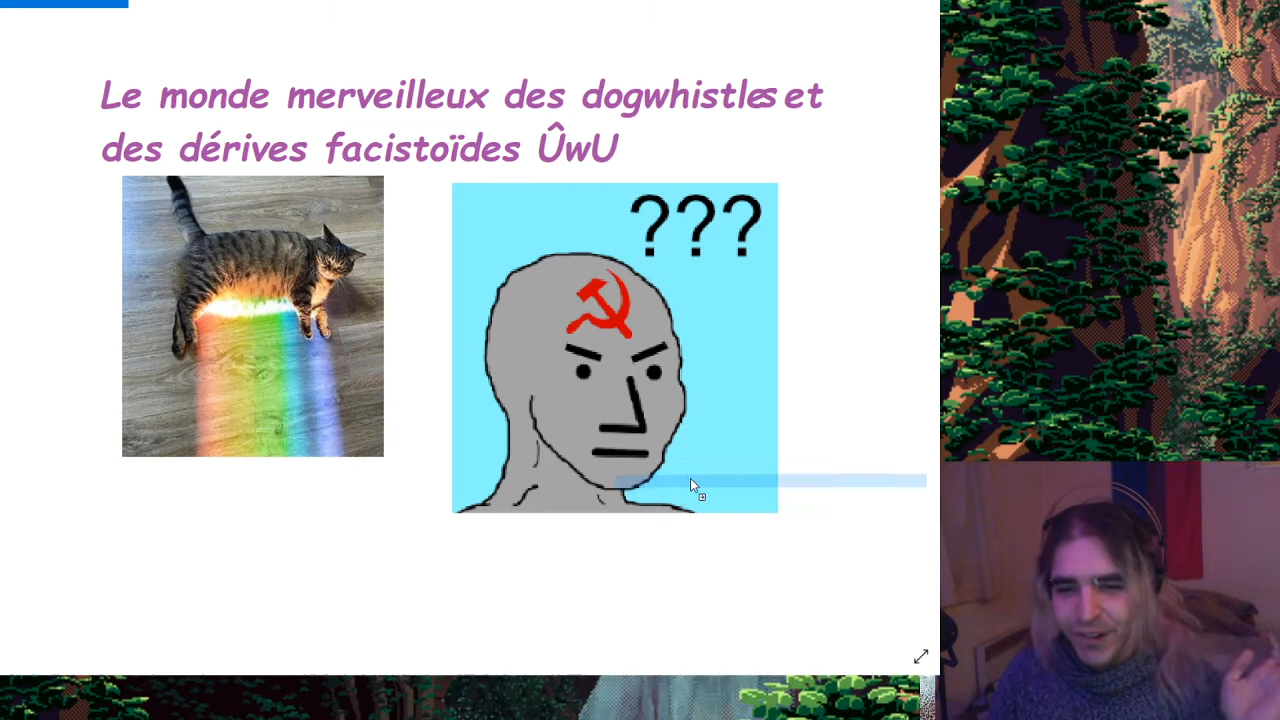 Le monde merveilleux des dogwhistles et
des dérives facistoïdes ÛwU
???